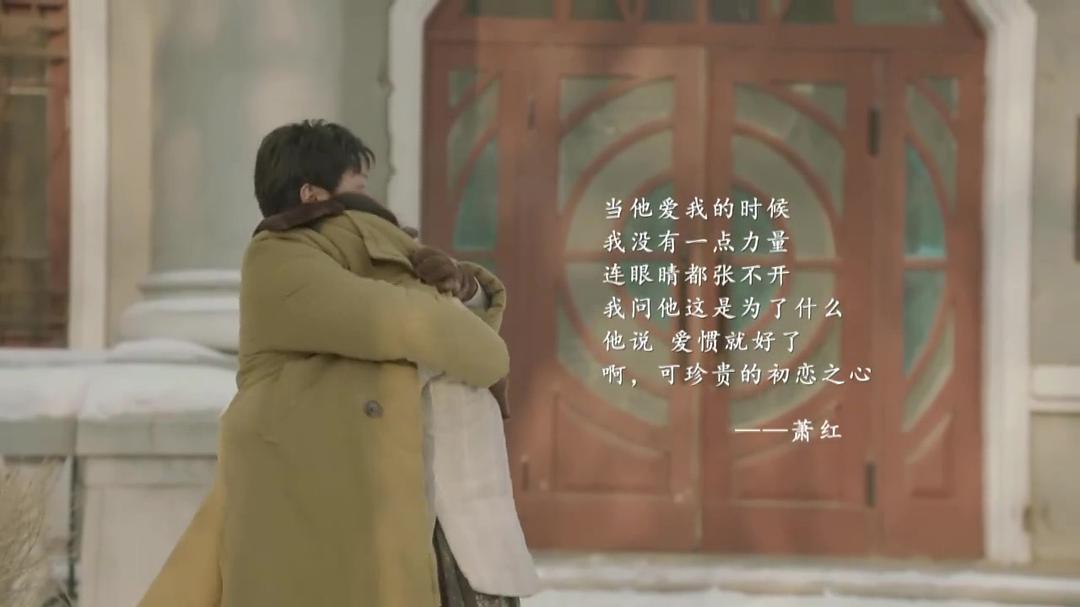 当他爱我的时候
我没有一点力量
连眼睛都张不开
我问他这是为了什么
他说 爱惯就好了
啊，可珍贵的初恋之心
——萧红